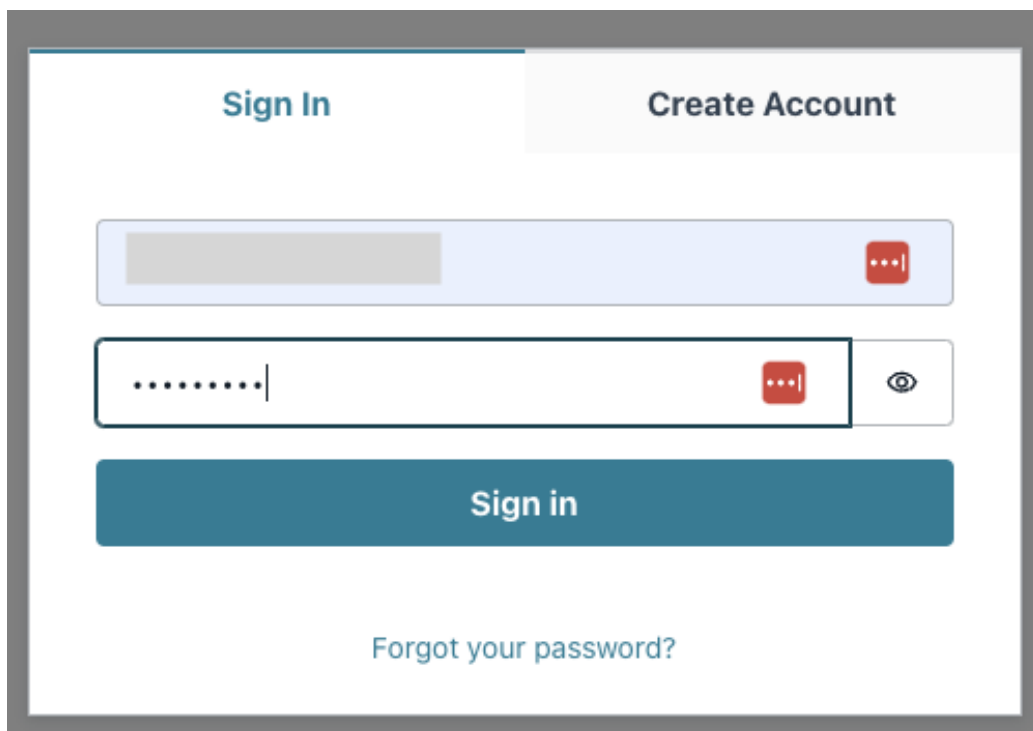 Sign In
Create Account
•••••••••
Sign in
Forgot your password?